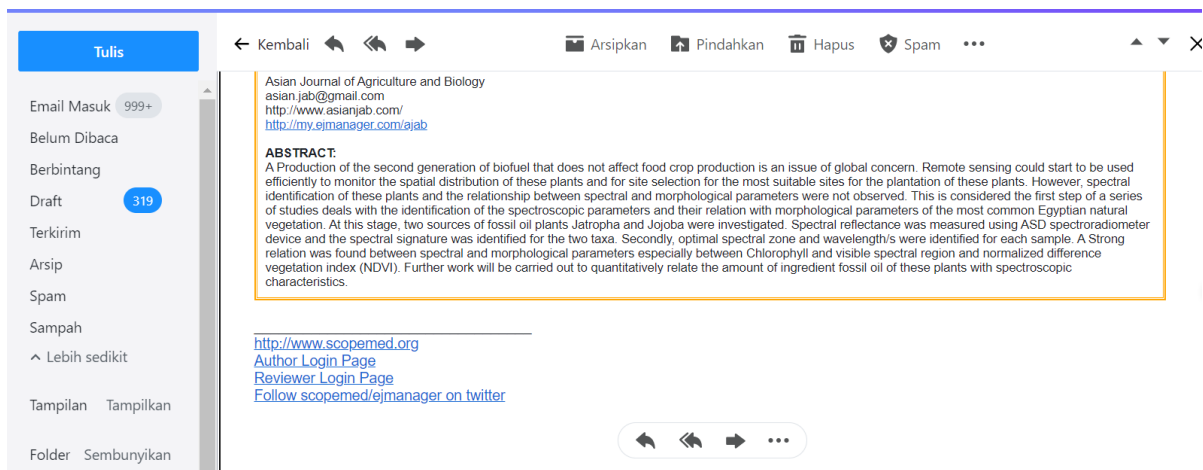 Tulis
Kembali
Arsipkan
Pindahkan
Hapus
Spam
Email Masuk 999+
Belum Dibaca
Berbintang
Draft 319
Terkirim
Arsip
Spam
Sampah
Lebih sedikit
Tampilan Tampilkan
Folder Sembunyikan
Asian Journal of Agriculture and Biology
asian.jab@gmail.com
http://www.asianjab.com/
http://my.ejmanager.com/ajab
ABSTRACT:
A Production of the second generation of biofuel that does not affect food crop production is an issue of global concern. Remote sensing could start to be used
efficiently to monitor the spatial distribution of these plants and for site selection for the most suitable sites for the plantation of these plants. However, spectral
identification of these plants and the relationship between spectral and morphological parameters were not observed. This is considered the first step of a series
of studies deals with the identification of the spectroscopic parameters and their relation with morphological parameters of the most common Egyptian natural
vegetation. At this stage, two sources of fossil oil plants Jatropha and Jojoba were investigated. Spectral reflectance was measured using ASD spectroradiometer
device and the spectral signature was identified for the two taxa. Secondly, optimal spectral zone and wavelength/s were identified for each sample. A Strong
relation was found between spectral and morphological parameters especially between Chlorophyll and visible spectral region and normalized difference
vegetation index (NDVI). Further work will be carried out to quantitatively relate the amount of ingredient fossil oil of these plants with spectroscopic
characteristics.
http://www.scopemed.org
Author Login Page
Reviewer Login Page
Follow scopemed/ejmanager on twitter